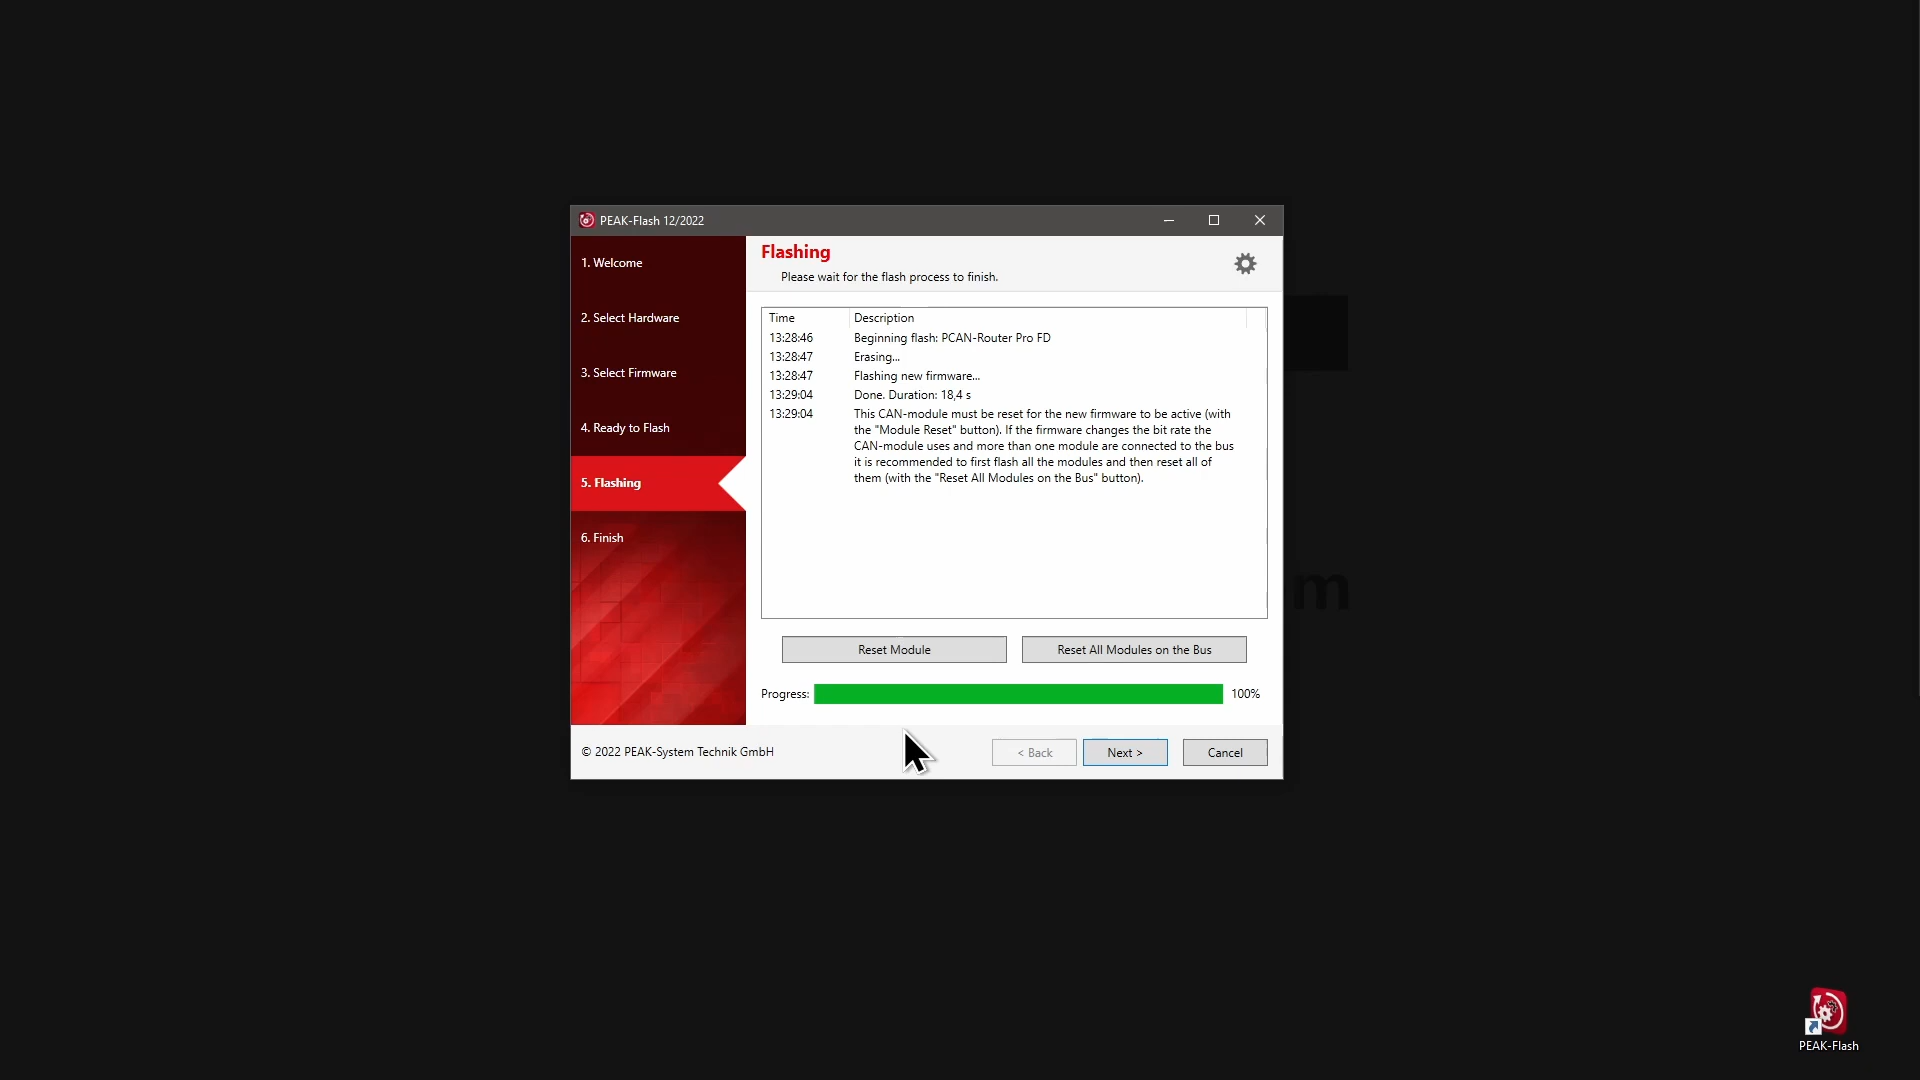 PEAK-Flash 12/2022
1. Welcome
2. Select Hardware
3. Select Firmware
4. Ready to Flash
5. Flashing
6. Finish
Flashing
Please wait for the flash process to finish.
Time Description
13:28:46 Beginning flash: PCAN-Router Pro FD
13:28:47 Erasing...
13:28:47 Flashing new firmware...
13:29:04 Done. Duration: 18,4 s
13:29:04 This CAN-module must be reset for the new firmware to be active (with
the "Module Reset" button). If the firmware changes the bit rate the
CAN-module uses and more than one module are connected to the bus
it is recommended to first flash all the modules and then reset all of
them (with the "Reset All Modules on the Bus" button).
Reset Module Reset All Modules on the Bus
Progress: 100%
© 2022 PEAK-System Technik GmbH < Back Next > Cancel
m
PEAK-Flash